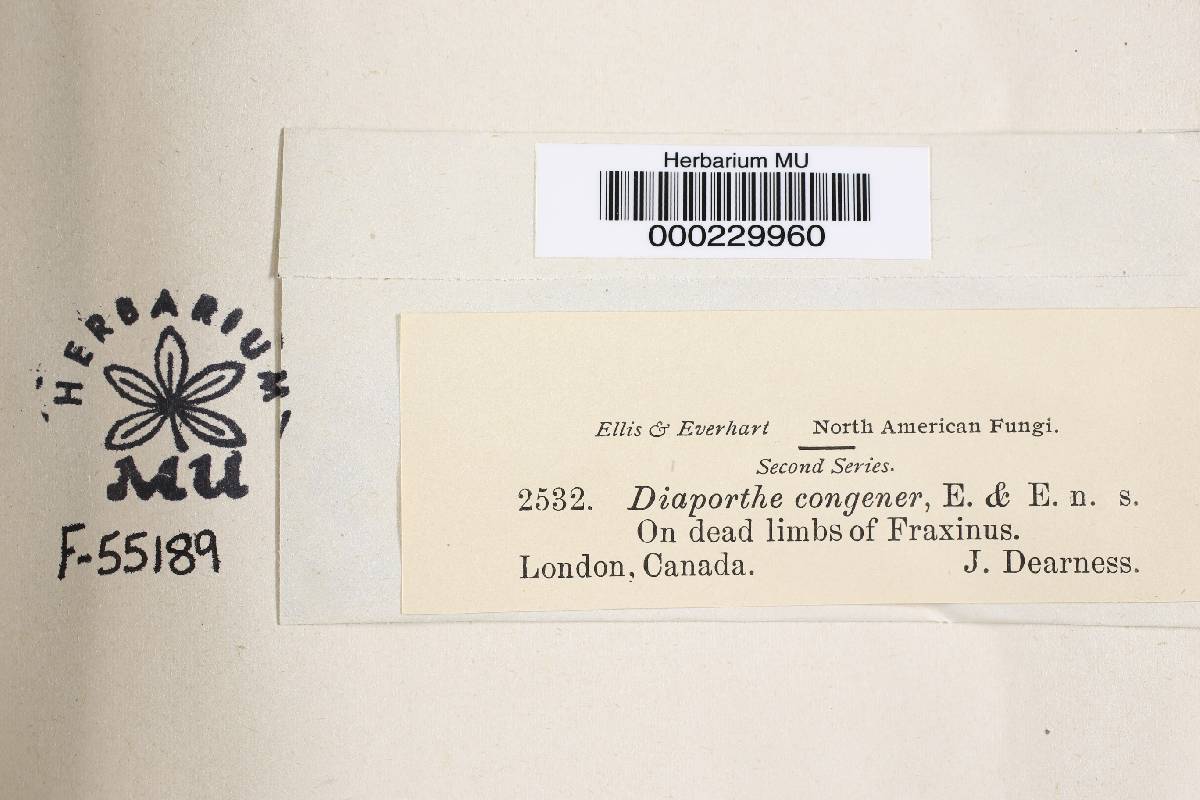 Herbarium MU
000229960
HERBARIUM
MU
F-55189
Ellis & Everhart North American Fungi.
Second Series.
2532. Diaporthe congener, E. & E. n. s.
On dead limbs of Fraxinus.
London, Canada. J. Dearness.